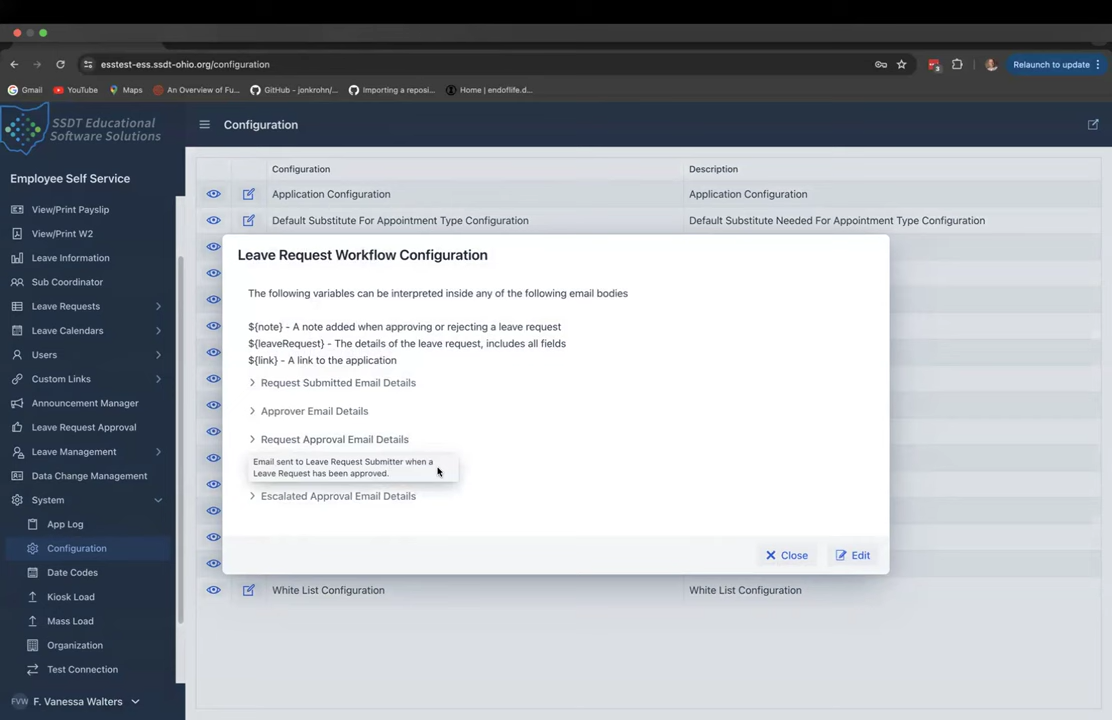 esstest-ess.ssdt-ohio.org/configuration
3
Relaunch to update
Gmail
YouTube
Maps
An Overview of Fu...
GitHub - jonkrohn/...
Importing a reposi...
Home | endoflife.d...
SSDT Educational
Software Solutions
Configuration
Employee Self Service
View/Print Payslip
View/Print W2
Leave Information
Sub Coordinator
Leave Requests
Leave Calendars
Users
Custom Links
Announcement Manager
Leave Request Approval
Leave Management
Data Change Management
System
App Log
Configuration
Date Codes
Kiosk Load
Mass Load
Organization
Test Connection
FVW F. Vanessa Walters
Configuration Description
Application Configuration Application Configuration
Default Substitute For Appointment Type Configuration Default Substitute Needed For Appointment Type Configuration
Leave Request Workflow Configuration
The following variables can be interpreted inside any of the following email bodies
${note} - A note added when approving or rejecting a leave request
${leaveRequest} - The details of the leave request, includes all fields
${link} - A link to the application
Request Submitted Email Details
Approver Email Details
Request Approval Email Details
Email sent to Leave Request Submitter when a
Leave Request has been approved.
Escalated Approval Email Details
Close Edit
White List Configuration White List Configuration